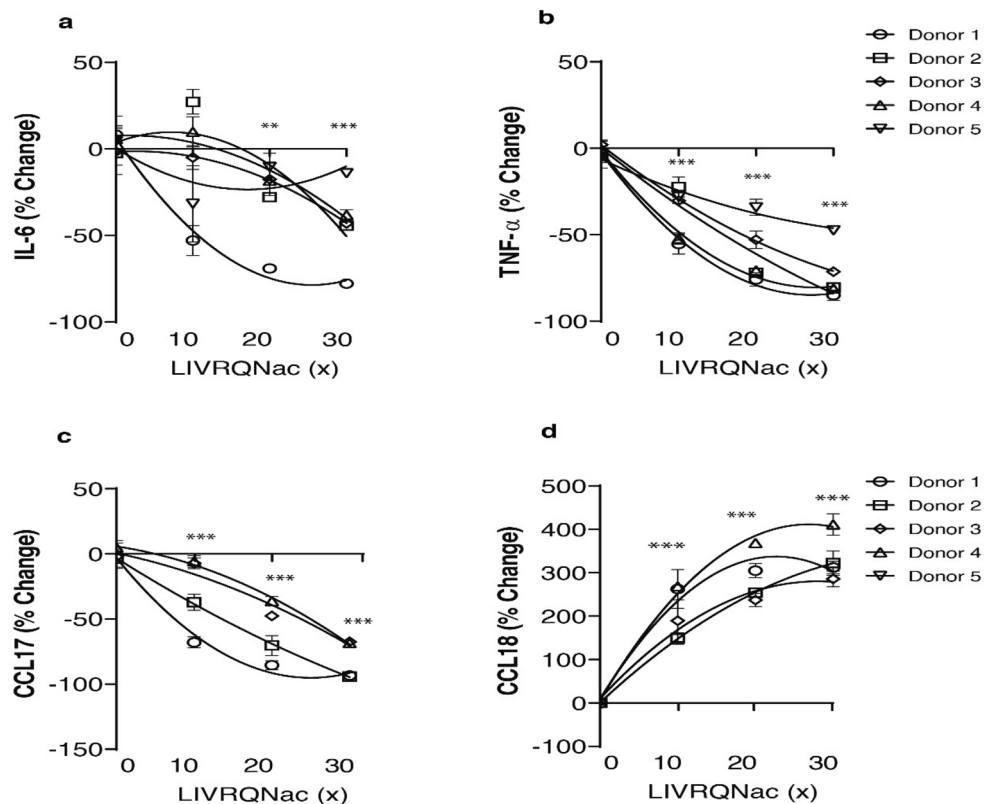 a
50
0
-50
-100
IL-6 (% Change)
** ***
0 10 20 30
LIVRQNac (x)
b
50
0
-50
-100
TNF-α (% Change)
*** *** ***
0 10 20 30
LIVRQNac (x)
Donor 1
Donor 2
Donor 3
Donor 4
Donor 5
c
50
0
-50
-100
-150
CCL17 (% Change)
*** *** ***
0 10 20 30
LIVRQNac (x)
d
500
400
300
200
100
0
-100
CCL18 (% Change)
*** *** ***
0 10 20 30
LIVRQNac (x)
Donor 1
Donor 2
Donor 3
Donor 4
Donor 5